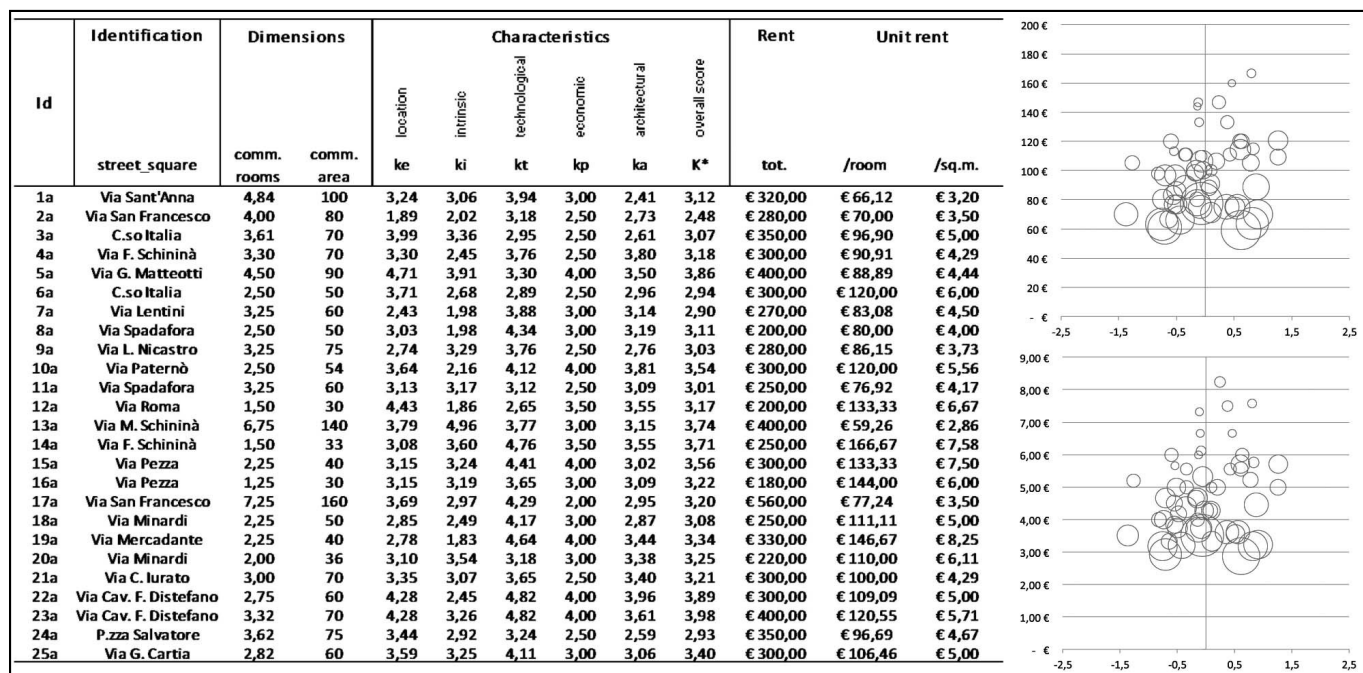 Identification Dimensions Characteristics Rent Unit rent
Id location intrinsic technological economic architectural overall score
street_square comm. rooms comm. area ke ki kt kp ka K* tot. /room /sq.m.
1a Via Sant'Anna 4,84 100 3,24 3,06 3,94 3,00 2,41 3,12 € 320,00 € 66,12 € 3,20
2a Via San Francesco 4,00 80 1,89 2,02 3,18 2,50 2,73 2,48 € 280,00 € 70,00 € 3,50
3a C.so Italia 3,61 70 3,99 3,36 2,95 2,50 2,61 3,07 € 350,00 € 96,90 € 5,00
4a Via F. Schininà 3,30 70 3,30 2,45 3,76 2,50 3,80 3,18 € 300,00 € 90,91 € 4,29
5a Via G. Matteotti 4,50 90 4,71 3,91 3,30 4,00 3,50 3,86 € 400,00 € 88,89 € 4,44
6a C.so Italia 2,50 50 3,71 2,68 2,89 2,50 2,96 2,94 € 300,00 € 120,00 € 6,00
7a Via Lentini 3,25 60 2,43 1,98 3,88 3,00 3,14 2,90 € 270,00 € 83,08 € 4,50
8a Via Spadafora 2,50 50 3,03 1,98 4,34 3,00 3,19 3,11 € 200,00 € 80,00 € 4,00
9a Via L. Nicastro 3,25 75 2,74 3,29 3,76 2,50 2,76 3,03 € 280,00 € 86,15 € 3,73
10a Via Paternò 2,50 54 3,64 2,16 4,12 4,00 3,81 3,54 € 300,00 € 120,00 € 5,56
11a Via Spadafora 3,25 60 3,13 3,17 3,12 2,50 3,09 3,01 € 250,00 € 76,92 € 4,17
12a Via Roma 1,50 30 4,43 1,86 2,65 3,50 3,55 3,17 € 200,00 € 133,33 € 6,67
13a Via M. Schininà 6,75 140 3,79 4,96 3,77 3,00 3,15 3,74 € 400,00 € 59,26 € 2,86
14a Via F. Schininà 1,50 33 3,08 3,60 4,76 3,50 3,55 3,71 € 250,00 € 166,67 € 7,58
15a Via Pezza 2,25 40 3,15 3,24 4,41 4,00 3,02 3,56 € 300,00 € 133,33 € 7,50
16a Via Pezza 1,25 30 3,15 3,19 3,65 3,00 3,09 3,22 € 180,00 € 144,00 € 6,00
17a Via San Francesco 7,25 160 3,69 2,97 4,29 2,00 2,95 3,20 € 560,00 € 77,24 € 3,50
18a Via Minardi 2,25 50 2,85 2,49 4,17 3,00 2,87 3,08 € 250,00 € 111,11 € 5,00
19a Via Mercadante 2,25 40 2,78 1,83 4,64 4,00 3,44 3,34 € 330,00 € 146,67 € 8,25
20a Via Minardi 2,00 36 3,10 3,54 3,18 3,00 3,38 3,25 € 220,00 € 110,00 € 6,11
21a Via C. Iurato 3,00 70 3,35 3,07 3,65 2,50 3,40 3,21 € 300,00 € 100,00 € 4,29
22a Via Cav. F. Distefano 2,75 60 4,28 2,45 4,82 4,00 3,96 3,89 € 300,00 € 109,09 € 5,00
23a Via Cav. F. Distefano 3,32 70 4,28 3,26 4,82 4,00 3,61 3,98 € 400,00 € 120,55 € 5,71
24a P.zza Salvatore 3,62 75 3,44 2,92 3,24 2,50 2,59 2,93 € 350,00 € 96,69 € 4,67
25a Via G. Cartia 2,82 60 3,59 3,25 4,11 3,00 3,06 3,40 € 300,00 € 106,46 € 5,00
200 €
180 €
160 €
140 €
120 €
100 €
80 €
60 €
40 €
20 €
- €
-2,5 -1,5 -0,5 0,5 1,5 2,5
9,00 €
8,00 €
7,00 €
6,00 €
5,00 €
4,00 €
3,00 €
2,00 €
1,00 €
- €
-2,5 -1,5 -0,5 0,5 1,5 2,5